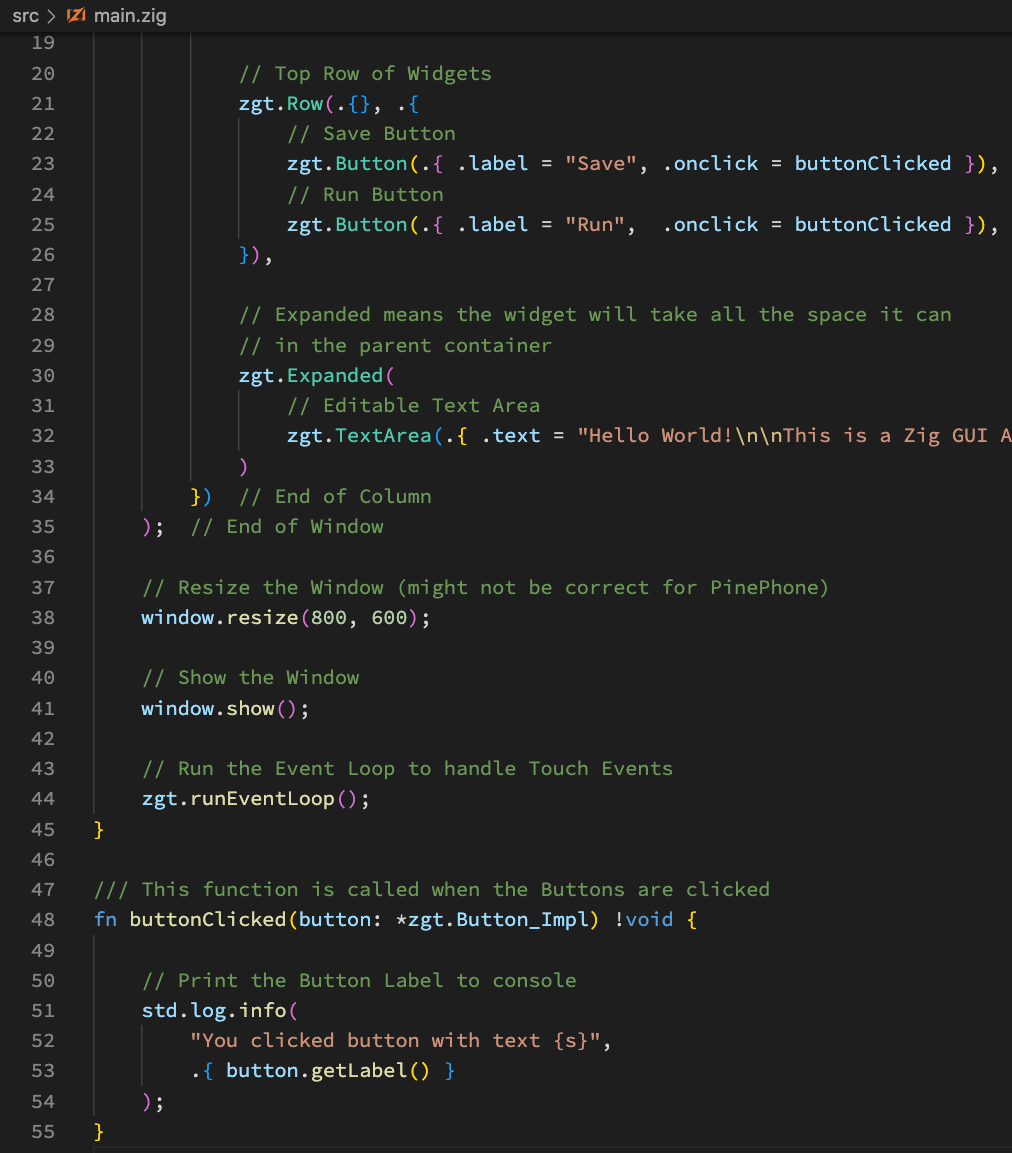 src > main.zig
19
20 // Top Row of Widgets
21 zgt.Row(.{}, .{
22 // Save Button
23 zgt.Button(.{ .label = "Save", .onclick = buttonClicked }),
24 // Run Button
25 zgt.Button(.{ .label = "Run",  .onclick = buttonClicked }),
26 }),
27
28 // Expanded means the widget will take all the space it can
29 // in the parent container
30 zgt.Expanded(
31 // Editable Text Area
32 zgt.TextArea(.{ .text = "Hello World!\n\nThis is a Zig GUI A
33 )
34 })  // End of Column
35 );  // End of Window
36
37 // Resize the Window (might not be correct for PinePhone)
38 window.resize(800, 600);
39
40 // Show the Window
41 window.show();
42
43 // Run the Event Loop to handle Touch Events
44 zgt.runEventLoop();
45 }
46
47 /// This function is called when the Buttons are clicked
48 fn buttonClicked(button: *zgt.Button_Impl) !void {
49
50 // Print the Button Label to console
51 std.log.info(
52 "You clicked button with text {s}",
53 .{ button.getLabel() }
54 );
55 }